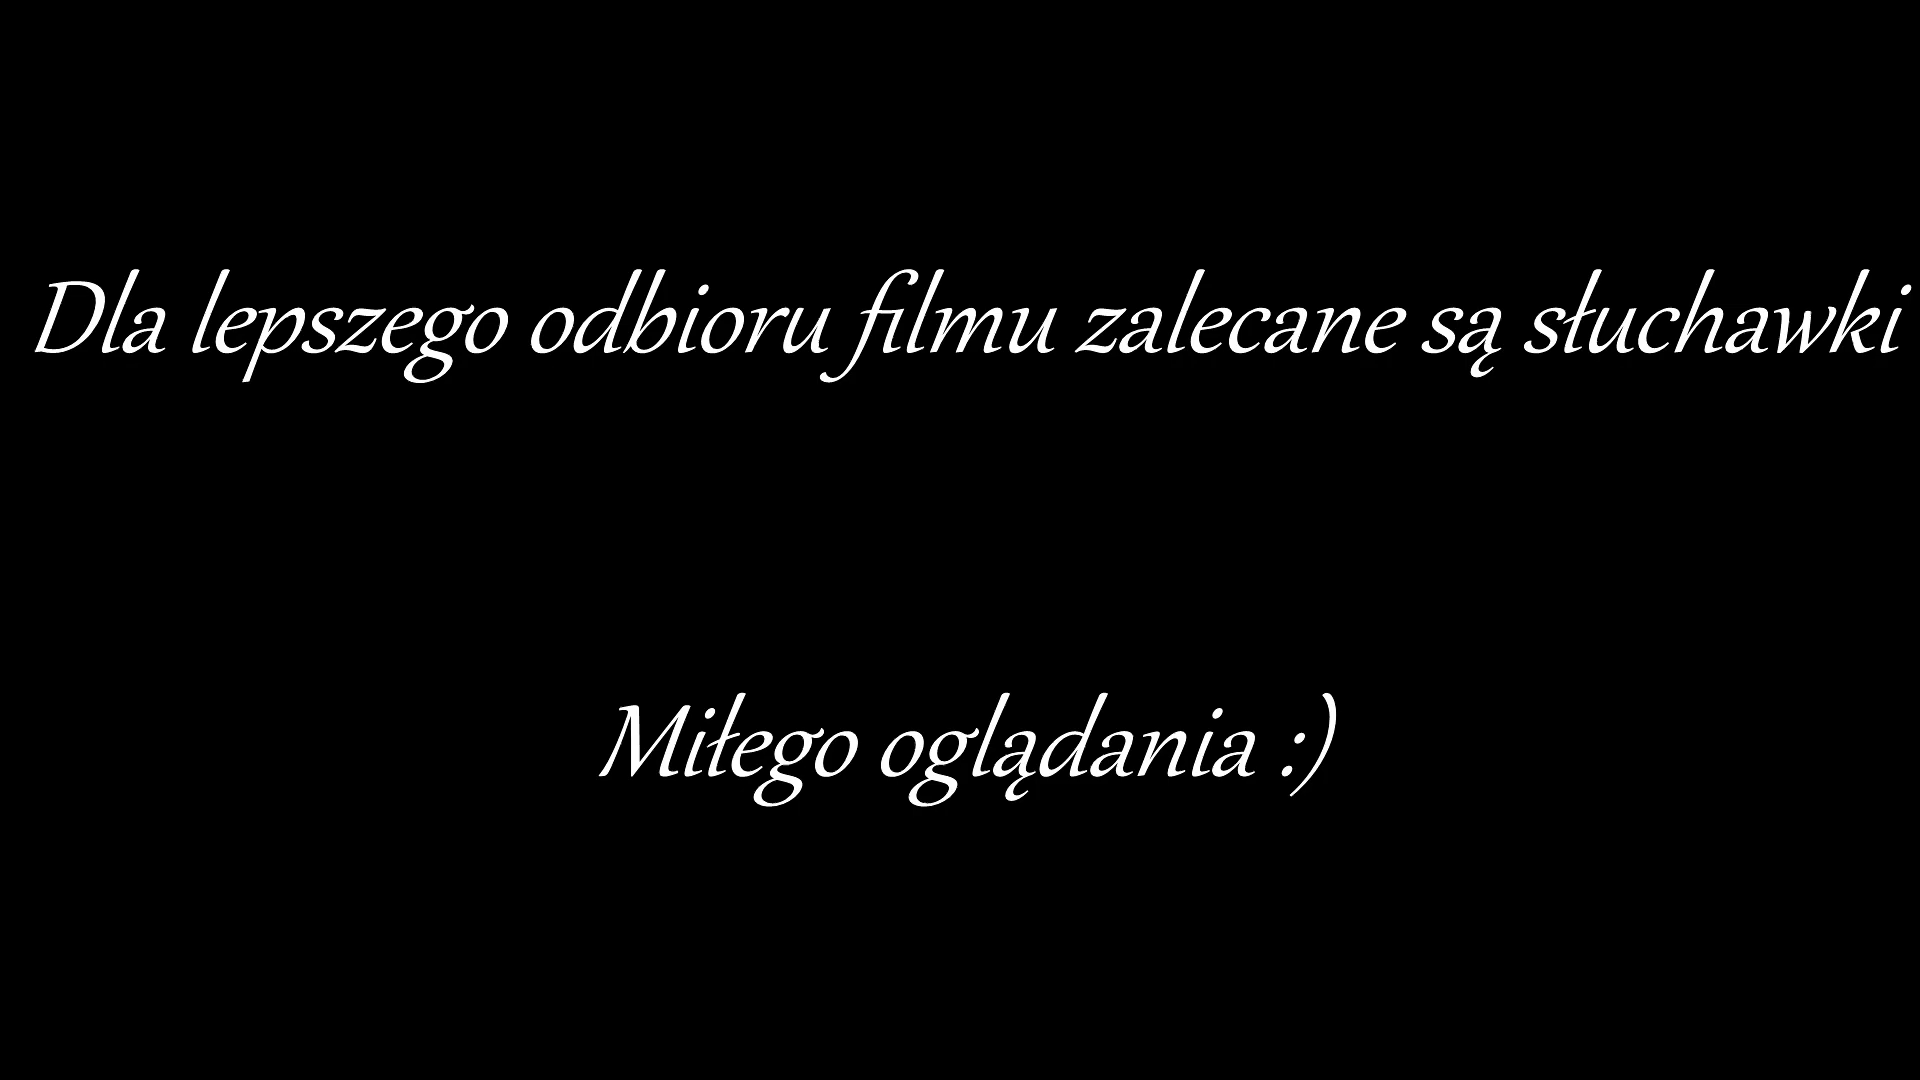 Dla lepszego odbioru filmu zalecane są słuchawki
Miłego oglądania :)